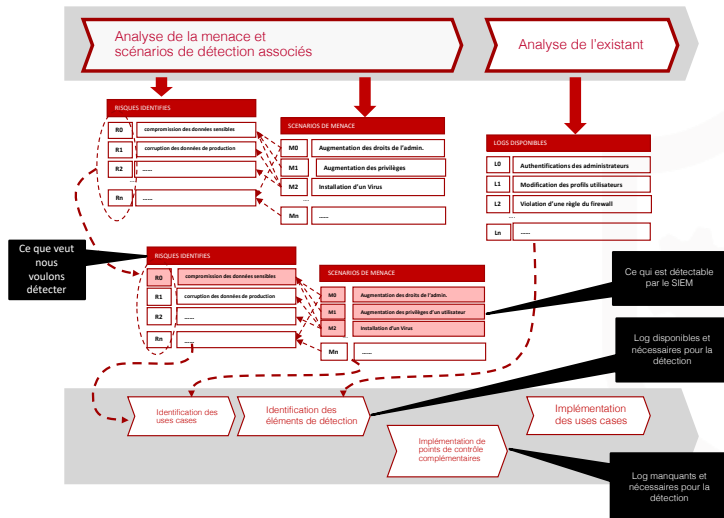 Analyse de la menace et
scénarios de détection associés
Analyse de l'existant
RISQUES IDENTIFIES
R0 compromission des données sensibles
R1 corruption des données de production
R2 ......
...
Rn ......
SCENARIOS DE MENACE
M0 Augmentation des droits de l'admin.
M1 Augmentation des privilèges
M2 Installation d'un Virus
Mn ......
LOGS DISPONIBLES
L0 Authentifications des administrateurs
L1 Modification des profils utilisateurs
L2 Violation d'une règle du firewall
....
Ln ......
Ce que veut
nous
voulons
détecter
RISQUES IDENTIFIES
R0 compromission des données sensibles
R1 corruption des données de production
R2 ......
...
Rn ......
SCENARIOS DE MENACE
M0 Augmentation des droits de l'admin.
M1 Augmentation des privilèges d'un utilisateur
M2 Installation d'un Virus
Mn ......
Ce qui est détectable
par le SIEM
Log disponibles et
nécessaires pour la
détection
Identification des
uses cases
Identification des
éléments de détection
Implémentation
des uses cases
Implémentation de
points de contrôle
complémentaires
Log manquants et
nécessaires pour la
détection